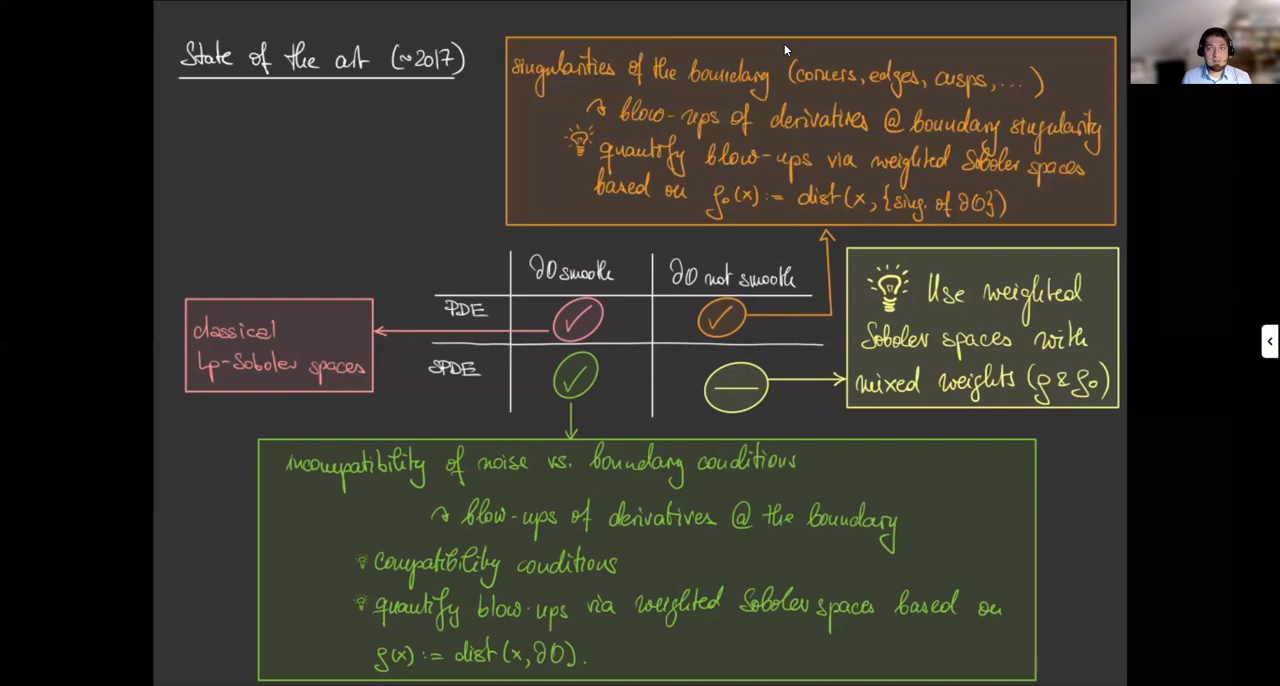 State of the art (~2017)
singularities of the boundary (corners, edges, cusps, ...)
↝ blow-ups of derivatives @ boundary singularity
quantify blow-ups via weighted Sobolev spaces
based on ρ₀(x) := dist(x, {sing. of ∂O})
∂O smooth ∂O not smooth
PDE ✓ ✓
SPDE ✓ —
classical
Lp-Sobolev spaces
Use weighted
Sobolev spaces with
mixed weights (ρ & ρ₀)
incompatibility of noise vs. boundary conditions
↝ blow-ups of derivatives @ the boundary
compatibility conditions
quantify blow-ups via weighted Sobolev spaces based on
ρ(x) := dist(x, ∂O).